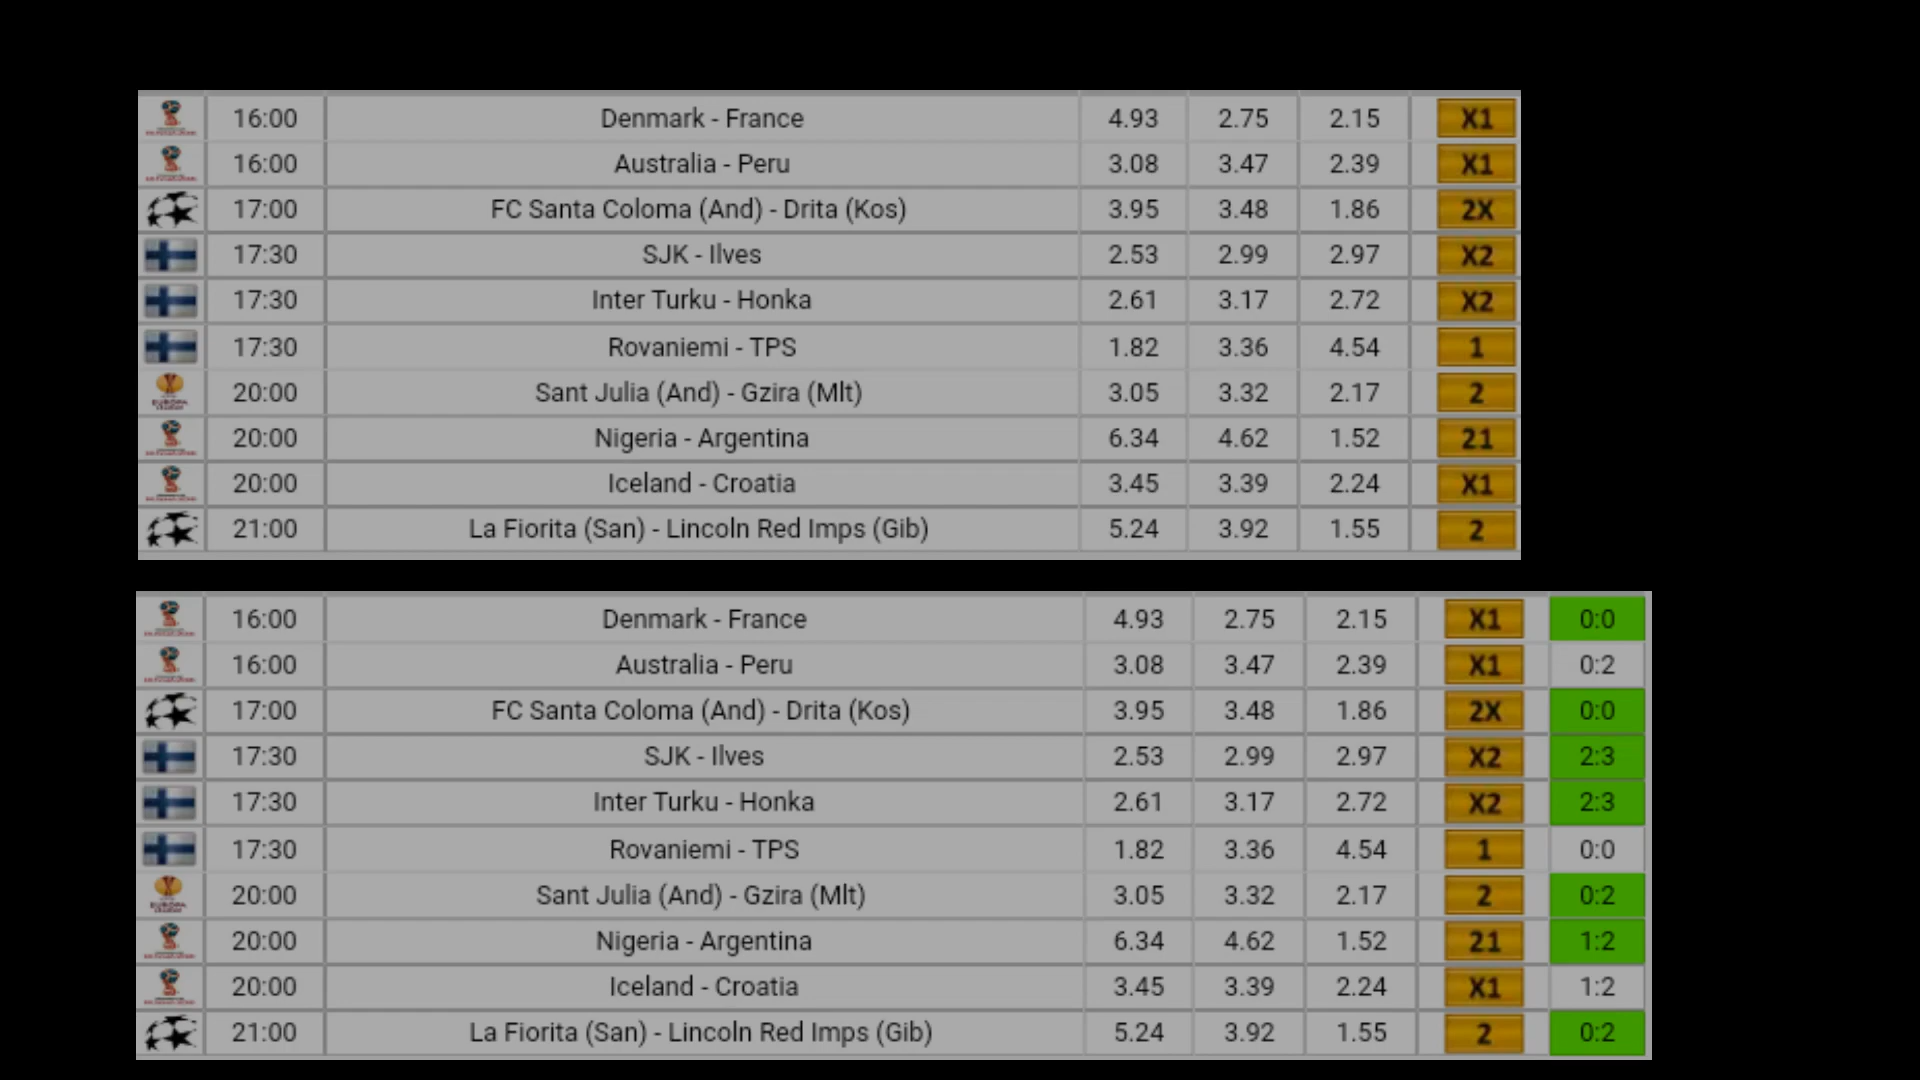 16:00 Denmark - France 4.93 2.75 2.15 X1
16:00 Australia - Peru 3.08 3.47 2.39 X1
17:00 FC Santa Coloma (And) - Drita (Kos) 3.95 3.48 1.86 2X
17:30 SJK - Ilves 2.53 2.99 2.97 X2
17:30 Inter Turku - Honka 2.61 3.17 2.72 X2
17:30 Rovaniemi - TPS 1.82 3.36 4.54 1
20:00 Sant Julia (And) - Gzira (Mlt) 3.05 3.32 2.17 2
20:00 Nigeria - Argentina 6.34 4.62 1.52 21
20:00 Iceland - Croatia 3.45 3.39 2.24 X1
21:00 La Fiorita (San) - Lincoln Red Imps (Gib) 5.24 3.92 1.55 2
16:00 Denmark - France 4.93 2.75 2.15 X1 0:0
16:00 Australia - Peru 3.08 3.47 2.39 X1 0:2
17:00 FC Santa Coloma (And) - Drita (Kos) 3.95 3.48 1.86 2X 0:0
17:30 SJK - Ilves 2.53 2.99 2.97 X2 2:3
17:30 Inter Turku - Honka 2.61 3.17 2.72 X2 2:3
17:30 Rovaniemi - TPS 1.82 3.36 4.54 1 0:0
20:00 Sant Julia (And) - Gzira (Mlt) 3.05 3.32 2.17 2 0:2
20:00 Nigeria - Argentina 6.34 4.62 1.52 21 1:2
20:00 Iceland - Croatia 3.45 3.39 2.24 X1 1:2
21:00 La Fiorita (San) - Lincoln Red Imps (Gib) 5.24 3.92 1.55 2 0:2